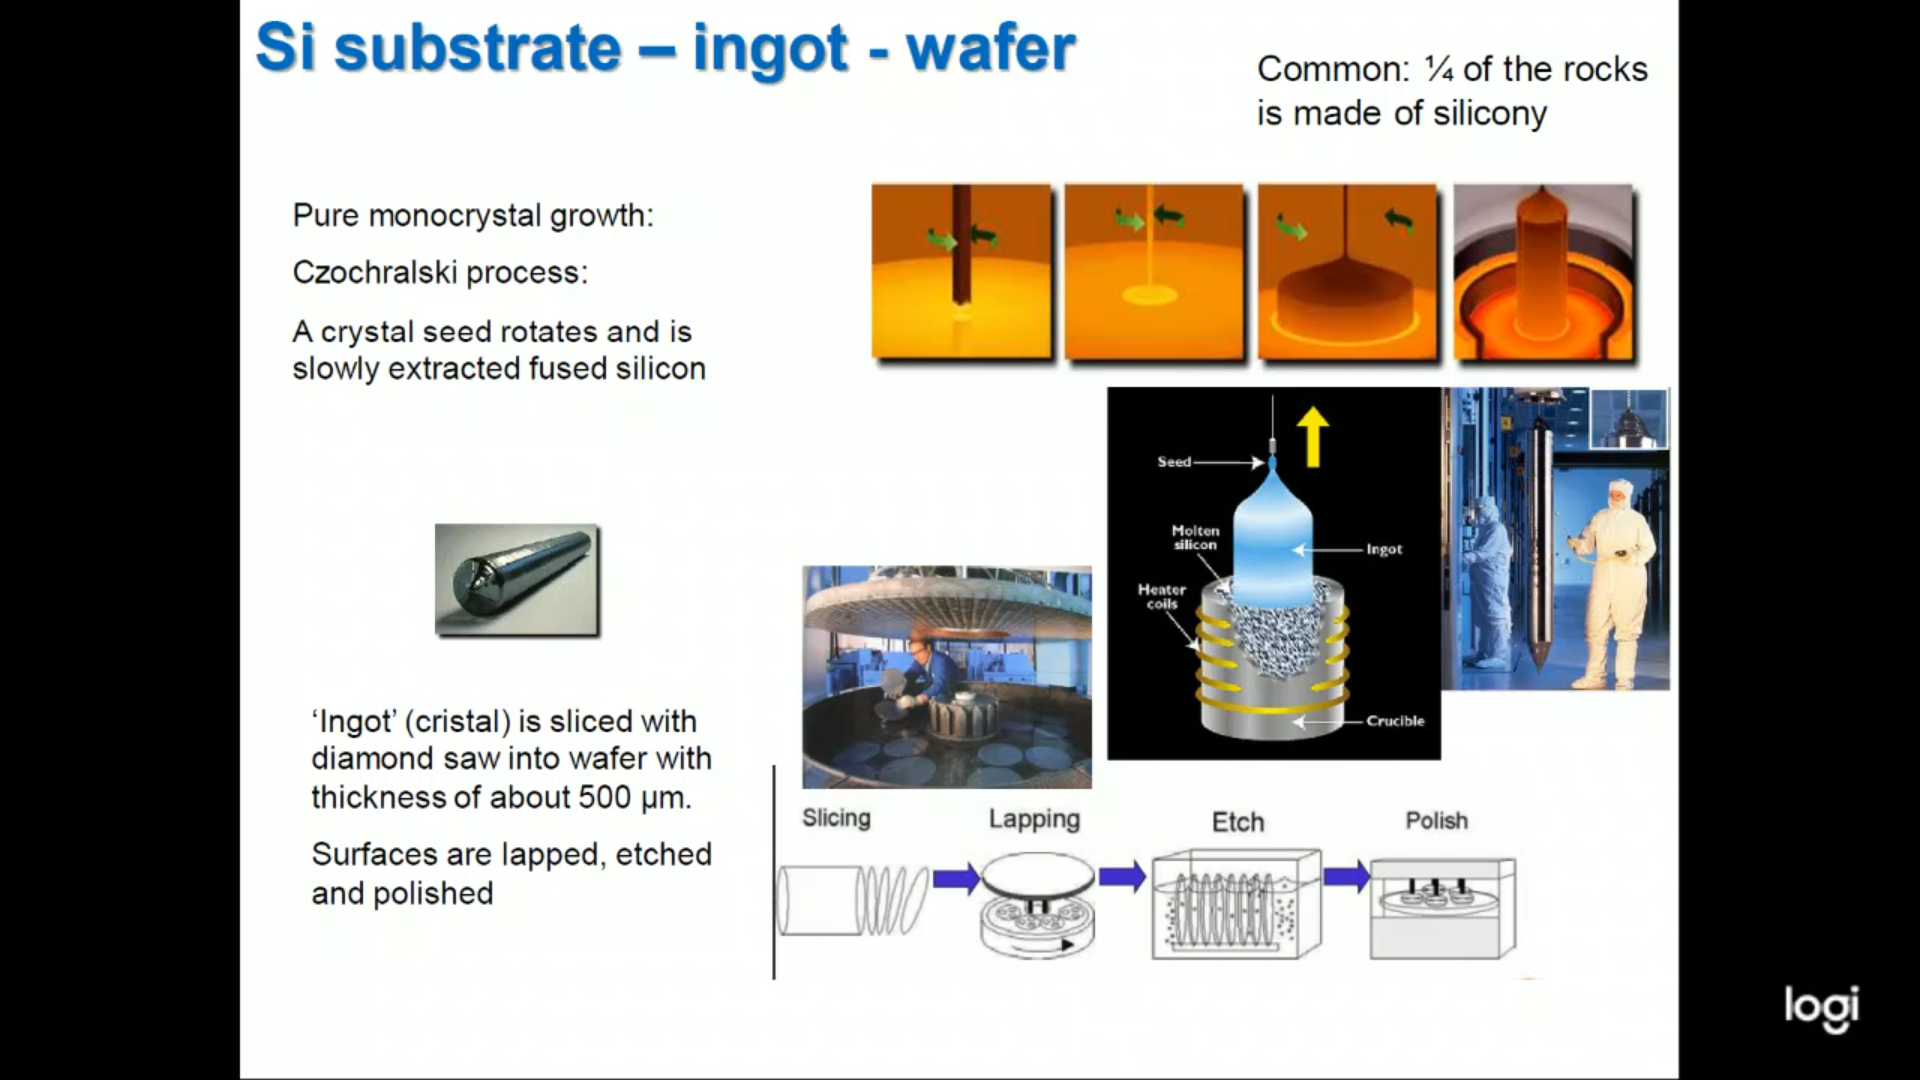 Si substrate – ingot - wafer
Common: ¼ of the rocks
is made of silicony
Pure monocrystal growth:
Czochralski process:
A crystal seed rotates and is
slowly extracted fused silicon
Seed
Molten
silicon
Ingot
Heater
coils
Crucible
‘Ingot’ (cristal) is sliced with
diamond saw into wafer with
thickness of about 500 µm.
Surfaces are lapped, etched
and polished
Slicing
Lapping
Etch
Polish
logi